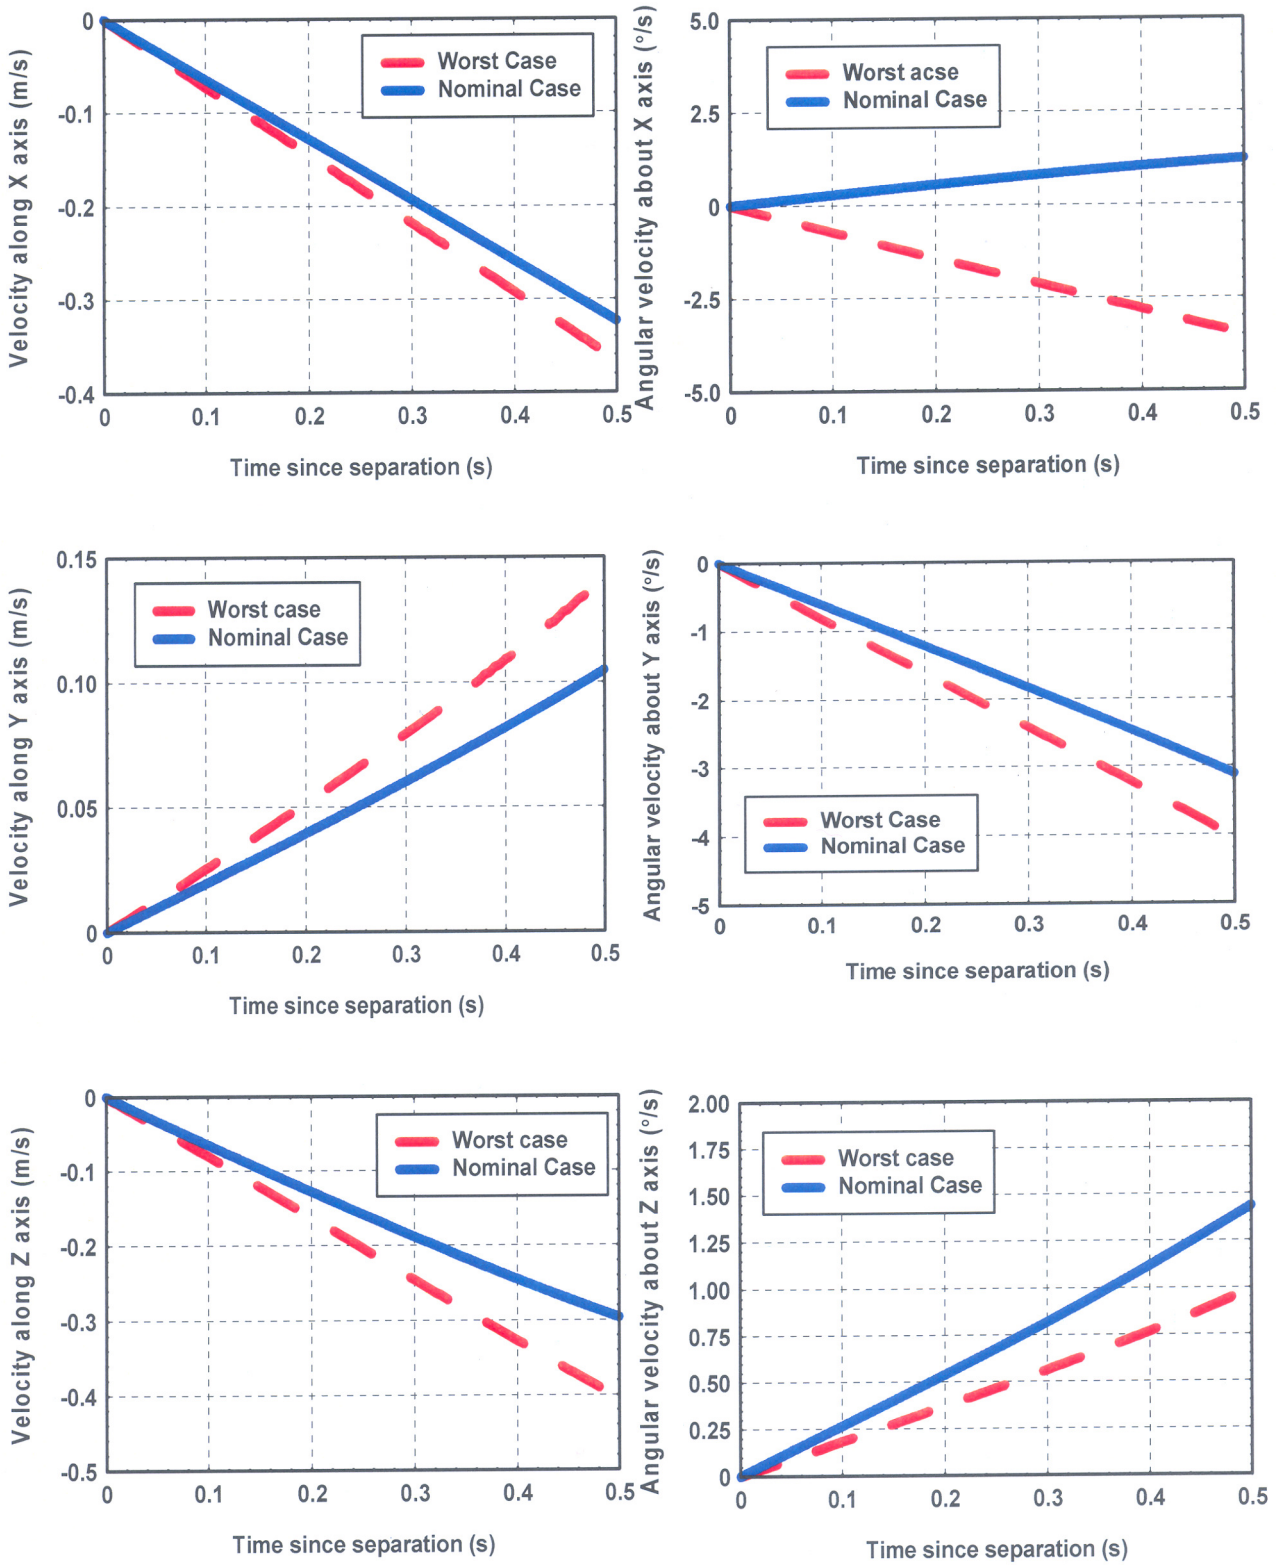 Velocity along X axis (m/s)
0
-0.1
-0.2
-0.3
-0.4
Worst Case
Nominal Case
0 0.1 0.2 0.3 0.4 0.5
Time since separation (s)
Angular velocity about X axis (°/s)
5.0
2.5
0
-2.5
-5.0
Worst acse
Nominal Case
0 0.1 0.2 0.3 0.4 0.5
Time since separation (s)
Velocity along Y axis (m/s)
0.15
0.10
0.05
0
Worst case
Nominal Case
0 0.1 0.2 0.3 0.4 0.5
Time since separation (s)
Angular velocity about Y axis (°/s)
0
-1
-2
-3
-4
-5
Worst Case
Nominal Case
0 0.1 0.2 0.3 0.4 0.5
Time since separation (s)
Velocity along Z axis (m/s)
0
-0.1
-0.2
-0.3
-0.4
-0.5
Worst case
Nominal Case
0 0.1 0.2 0.3 0.4 0.5
Time since separation (s)
Angular velocity about Z axis (°/s)
2.00
1.75
1.50
1.25
1.00
0.75
0.50
0.25
0
Worst case
Nominal Case
0 0.1 0.2 0.3 0.4 0.5
Time since separation (s)